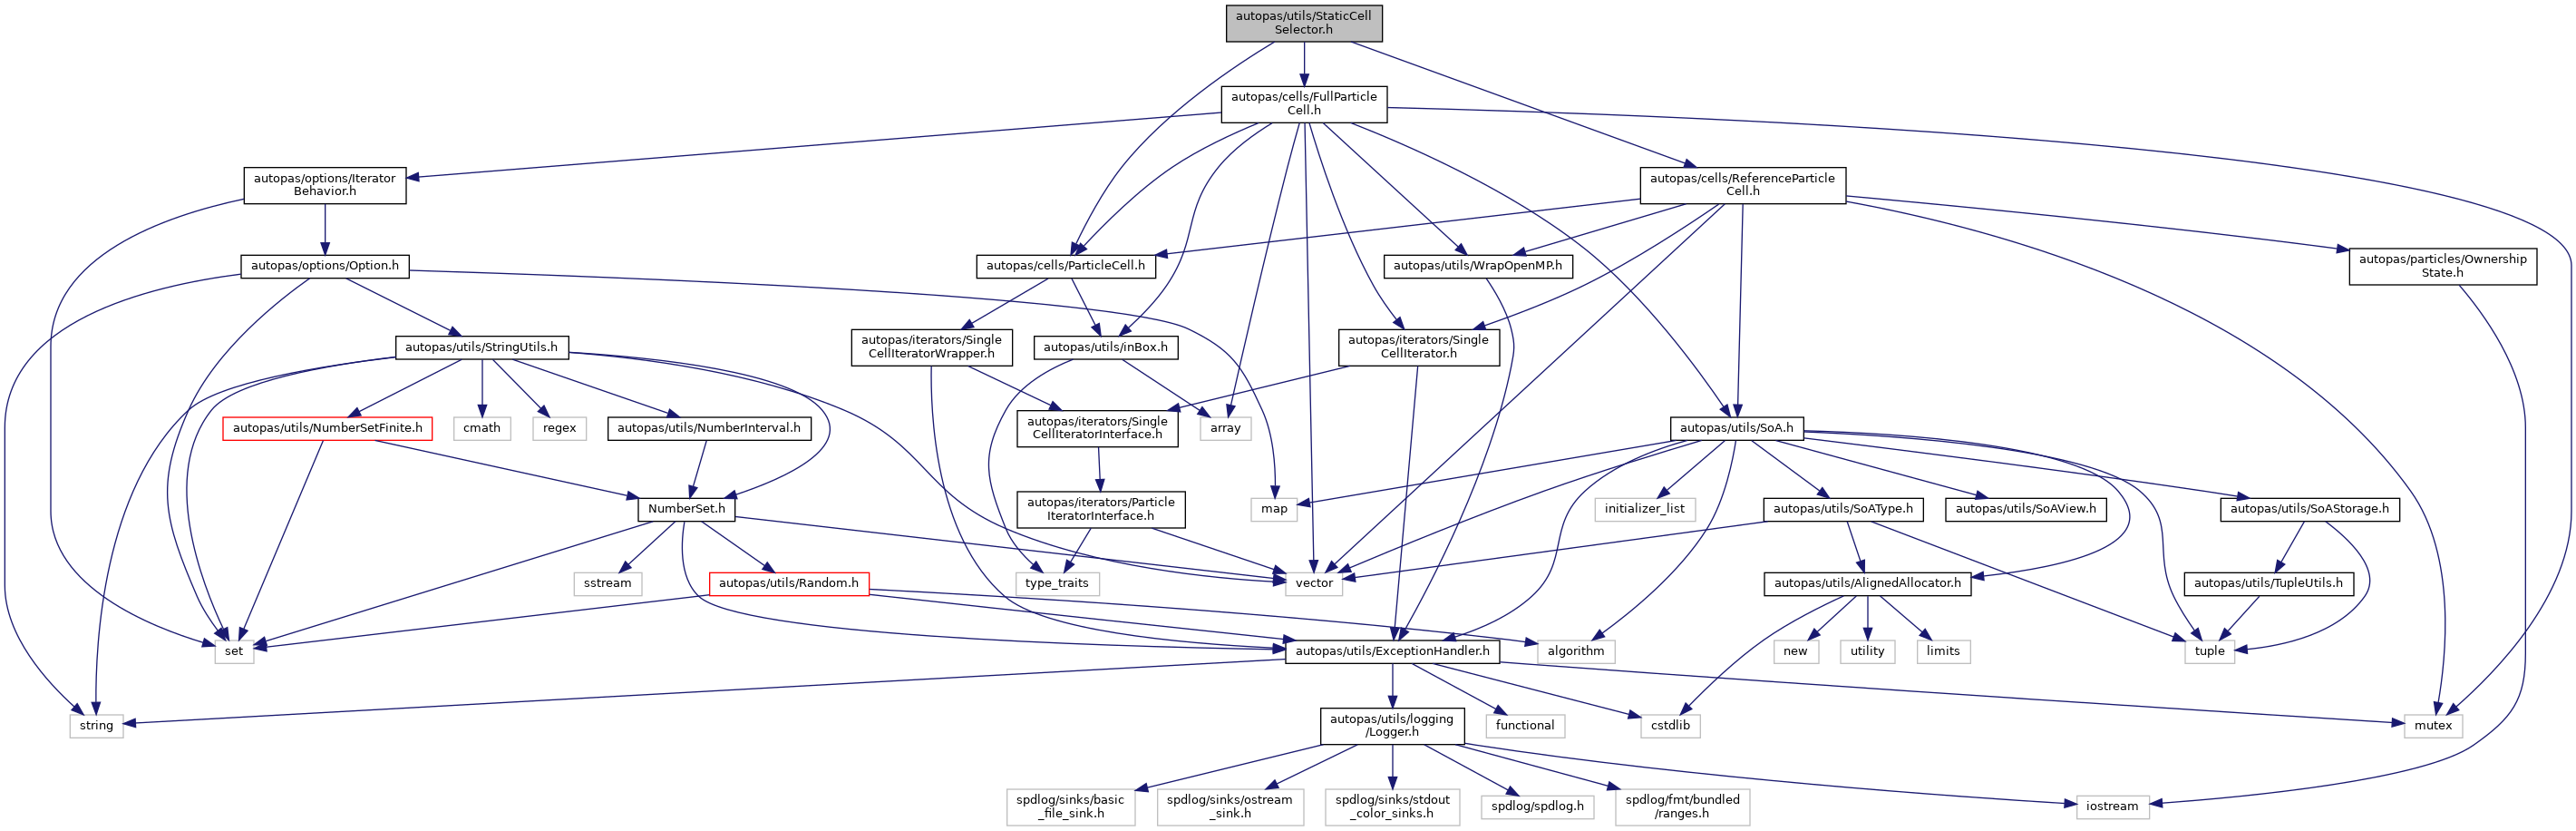 autopas/utils/StaticCell
Selector.h
autopas/cells/FullParticle
Cell.h
autopas/options/Iterator
Behavior.h
autopas/cells/ReferenceParticle
Cell.h
autopas/options/Option.h
autopas/cells/ParticleCell.h
autopas/utils/WrapOpenMP.h
autopas/particles/Ownership
State.h
autopas/utils/StringUtils.h
autopas/iterators/Single
CellIteratorWrapper.h
autopas/utils/inBox.h
autopas/iterators/Single
CellIterator.h
autopas/utils/NumberSetFinite.h
cmath
regex
autopas/utils/NumberInterval.h
autopas/iterators/Single
CellIteratorInterface.h
array
autopas/utils/SoA.h
NumberSet.h
autopas/iterators/Particle
IteratorInterface.h
map
initializer_list
autopas/utils/SoAType.h
autopas/utils/SoAView.h
autopas/utils/SoAStorage.h
sstream
autopas/utils/Random.h
type_traits
vector
autopas/utils/AlignedAllocator.h
autopas/utils/TupleUtils.h
set
autopas/utils/ExceptionHandler.h
algorithm
new
utility
limits
tuple
string
autopas/utils/logging
/Logger.h
functional
cstdlib
mutex
spdlog/sinks/basic
_file_sink.h
spdlog/sinks/ostream
_sink.h
spdlog/sinks/stdout
_color_sinks.h
spdlog/spdlog.h
spdlog/fmt/bundled
/ranges.h
iostream